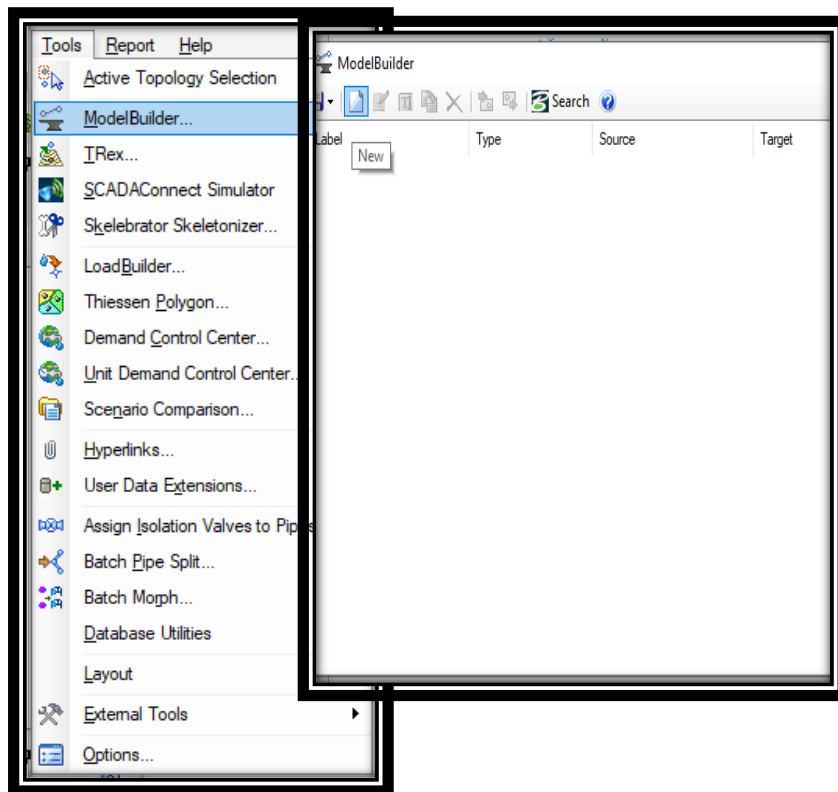 Tools Report Help
Active Topology Selection
ModelBuilder...
TRex...
SCADAConnect Simulator
Skelebrator Skeletonizer...
LoadBuilder...
Thiessen Polygon...
Demand Control Center...
Unit Demand Control Center..
Scenario Comparison...
Hyperlinks...
User Data Extensions...
Assign Isolation Valves to Pipes
Batch Pipe Split...
Batch Morph...
Database Utilities
Layout
External Tools
Options...
ModelBuilder
Search
Label Type Source Target
New